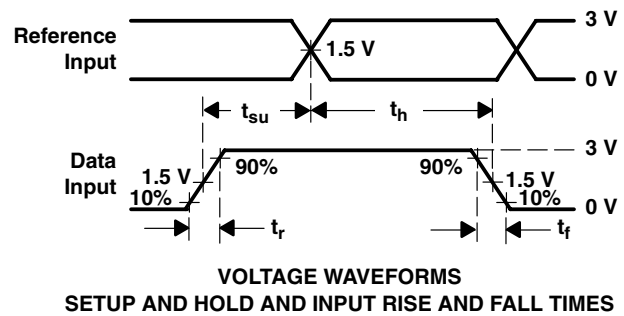 Reference
Input
1.5 V
3 V
0 V
tsu
th
Data
Input
1.5 V
10%
90%
90%
1.5 V
10%
3 V
0 V
tr
tf
VOLTAGE WAVEFORMS
SETUP AND HOLD AND INPUT RISE AND FALL TIMES